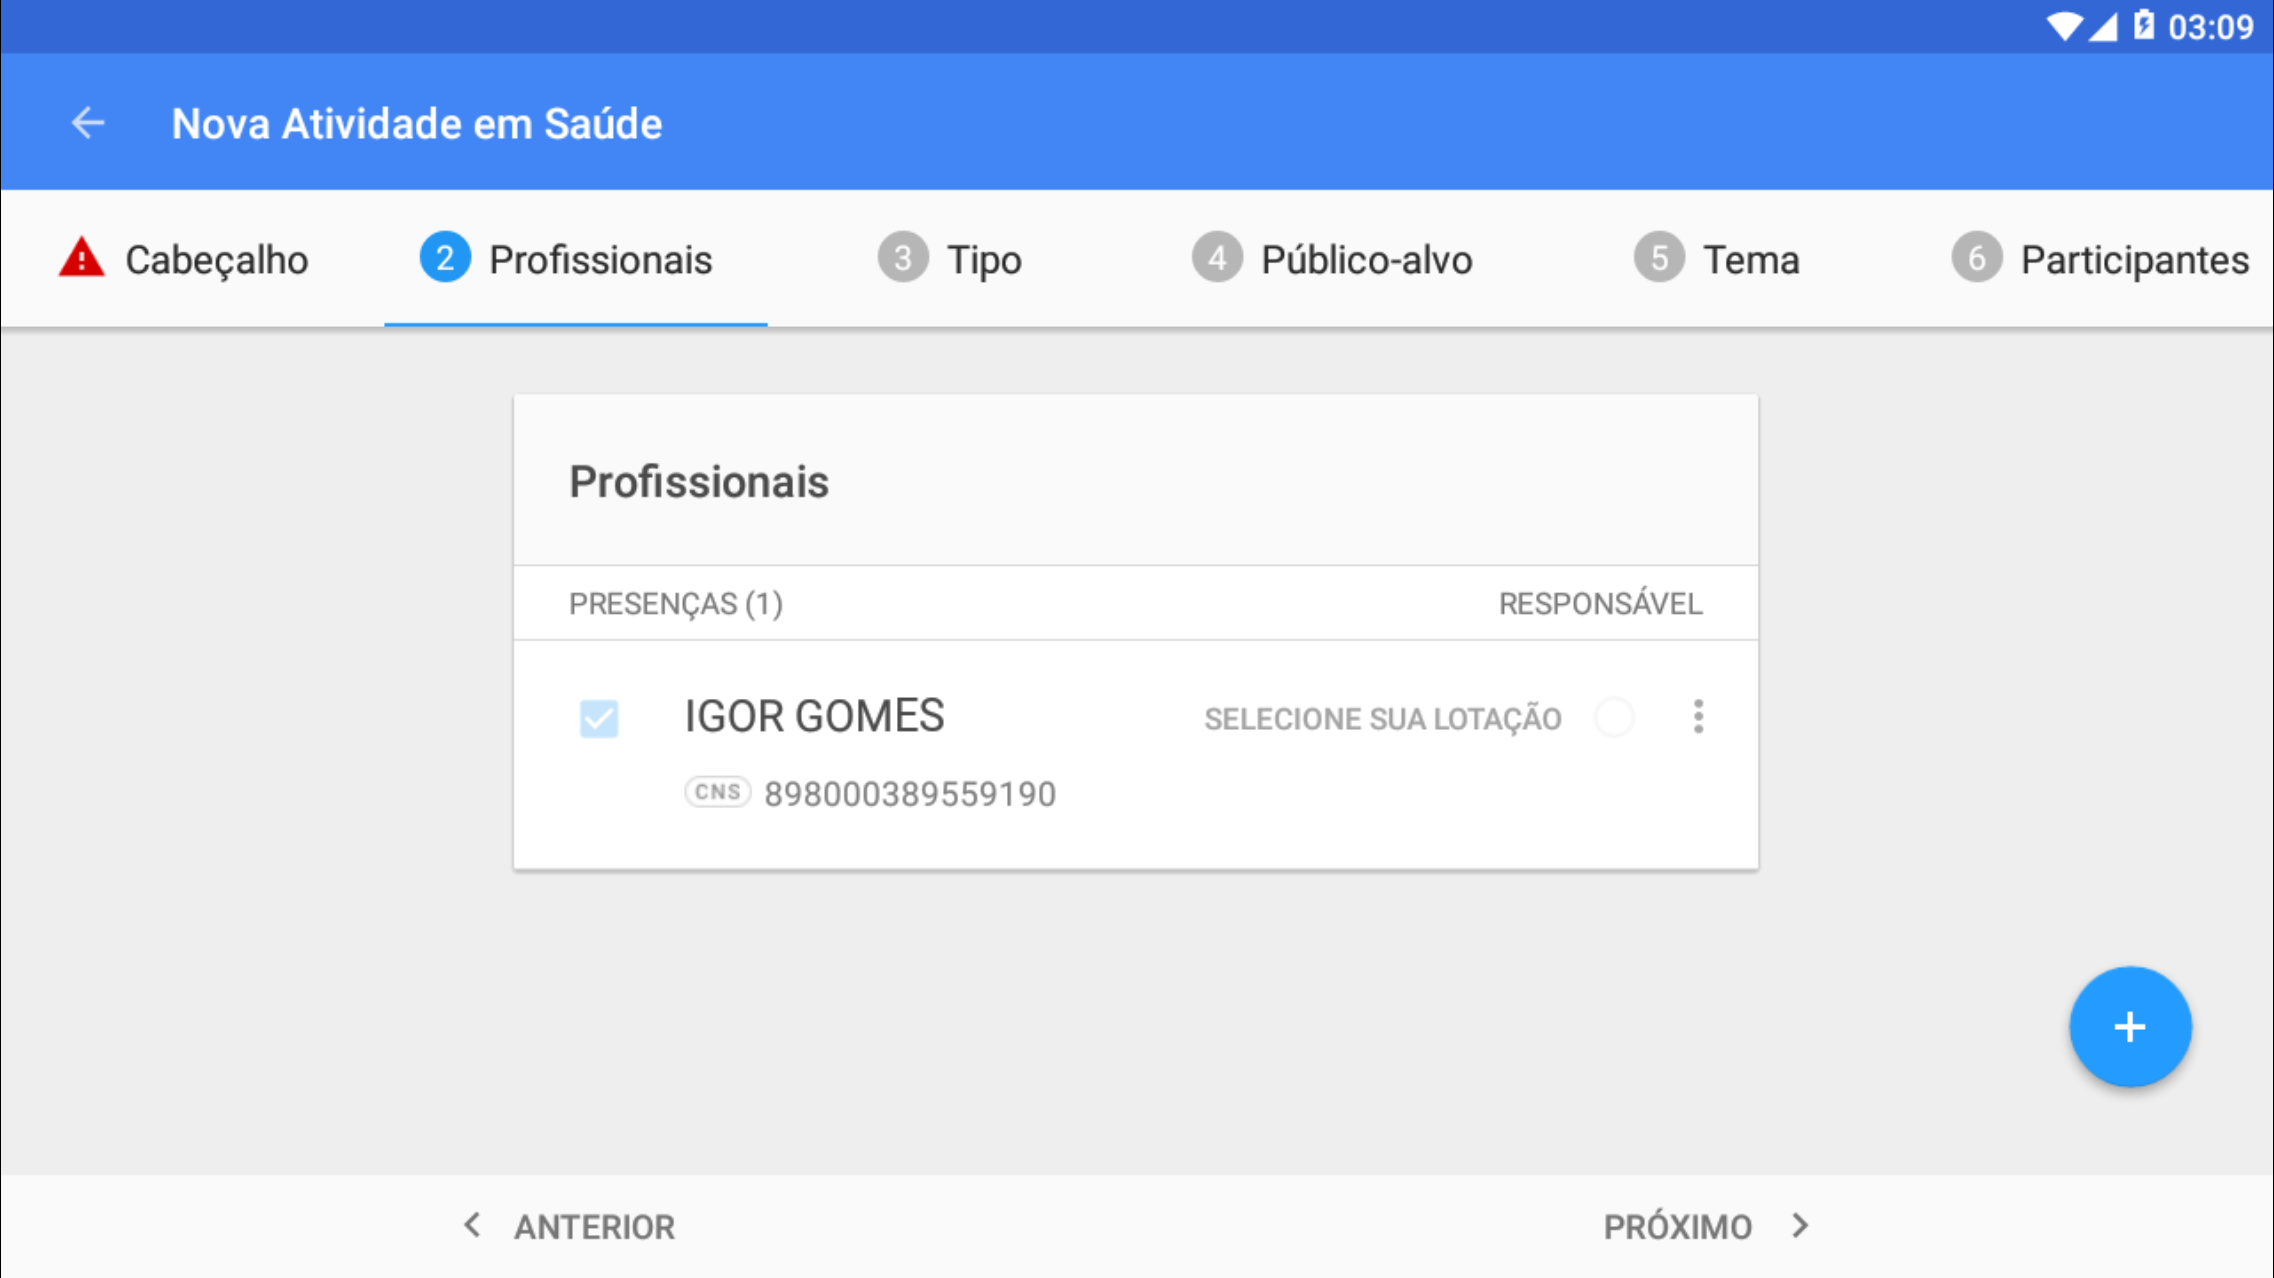 03:09
Nova Atividade em Saúde
Cabeçalho 2 Profissionais 3 Tipo 4 Público-alvo 5 Tema 6 Participantes
Profissionais
PRESENÇAS (1) RESPONSÁVEL
IGOR GOMES SELECIONE SUA LOTAÇÃO
CNS 898000389559190
ANTERIOR PRÓXIMO